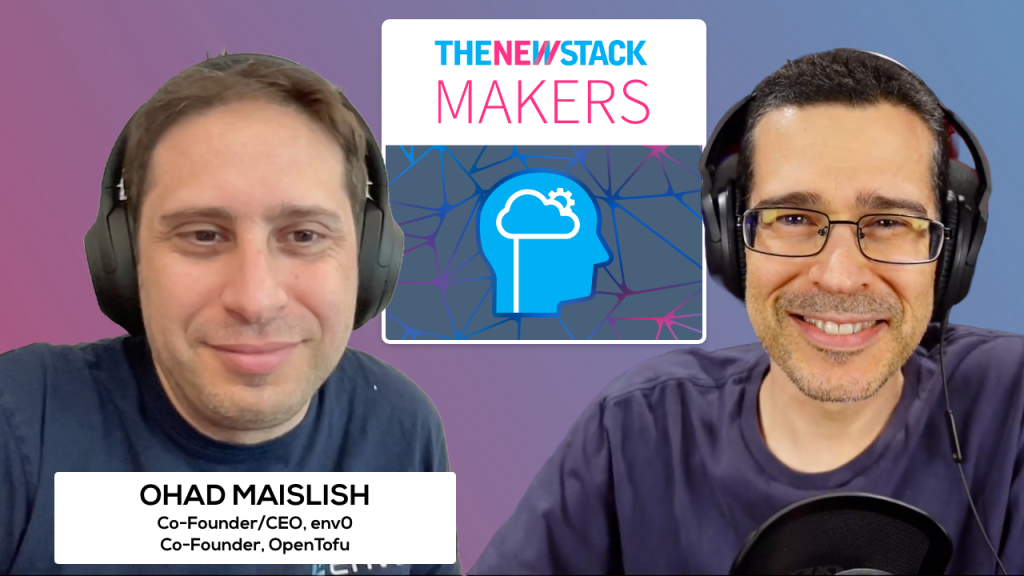 THENEWSTACK
MAKERS
OHAD MAISLISH
Co-Founder/CEO, env0
Co-Founder, OpenTofu